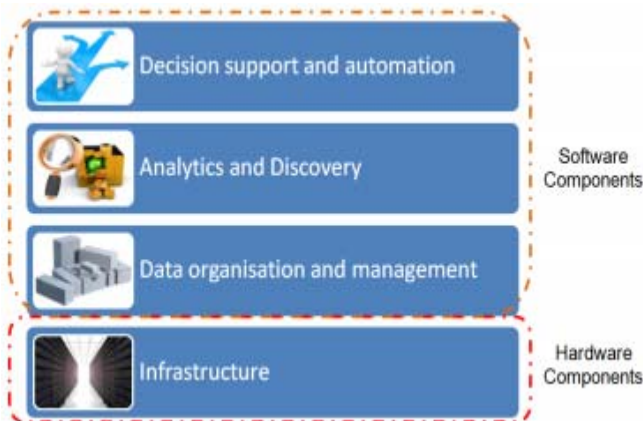 Decision support and automation
Analytics and Discovery
Software
Components
Data organisation and management
Infrastructure
Hardware
Components